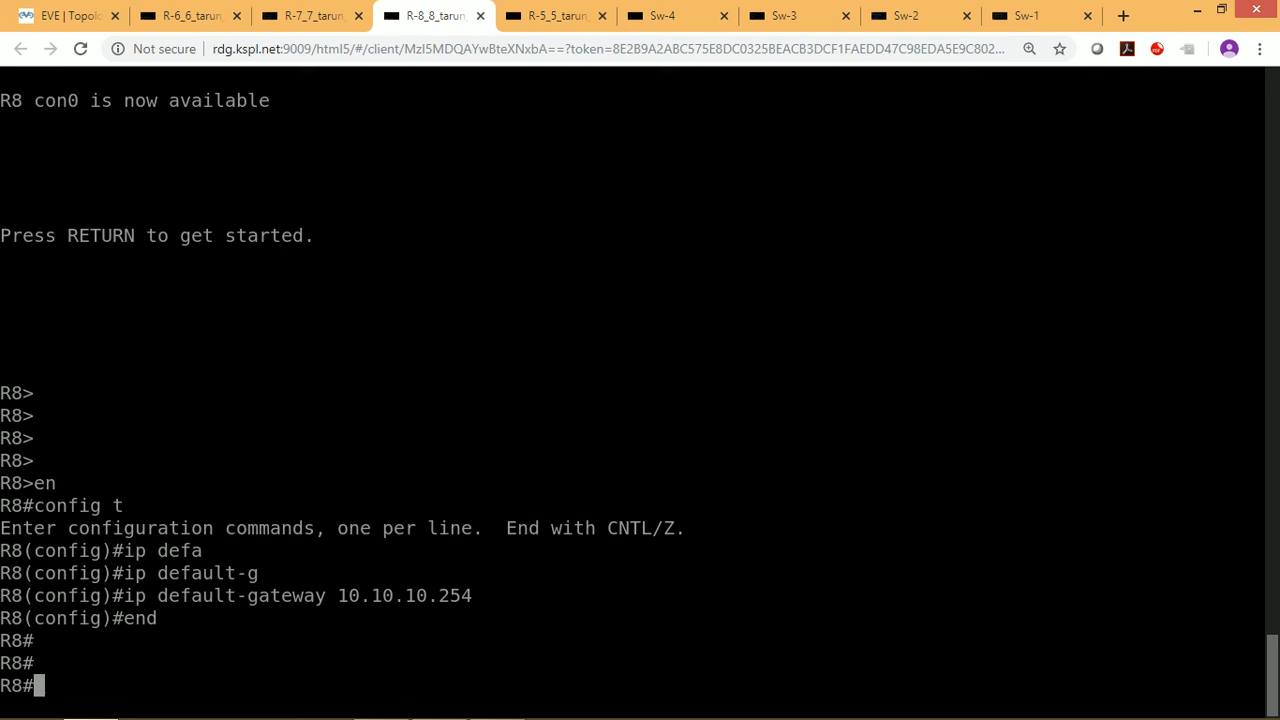 EVE | Topolo
R-6_6_tarun
R-7_7_tarun
R-8_8_tarun
R-5_5_tarun
Sw-4
Sw-3
Sw-2
Sw-1
Not secure
rdg.kspl.net:9009/html5/#/client/MzI5MDQAYwBteXNxbA==?token=8E2B9A2ABC575E8DC0325BEACB3DCF1FAEDD47C98EDA5E9C802...
R8 con0 is now available
Press RETURN to get started.
R8>
R8>
R8>
R8>
R8>en
R8#config t
Enter configuration commands, one per line.  End with CNTL/Z.
R8(config)#ip defa
R8(config)#ip default-g
R8(config)#ip default-gateway 10.10.10.254
R8(config)#end
R8#
R8#
R8#